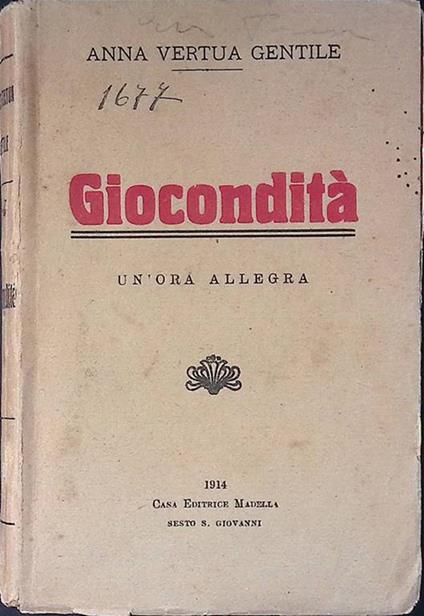 ANNA VERTUA GENTILE
1677
Giocondità
UN'ORA ALLEGRA
1914
CASA EDITRICE MADELLA
SESTO S. GIOVANNI